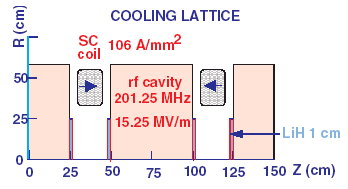 COOLING LATTICE
R (cm)
SC
coil
106 A/mm2
50
25
0
rf cavity
201.25 MHz
15.25 MV/m
LiH 1 cm
0 25 50 75 100 125 150 Z (cm)